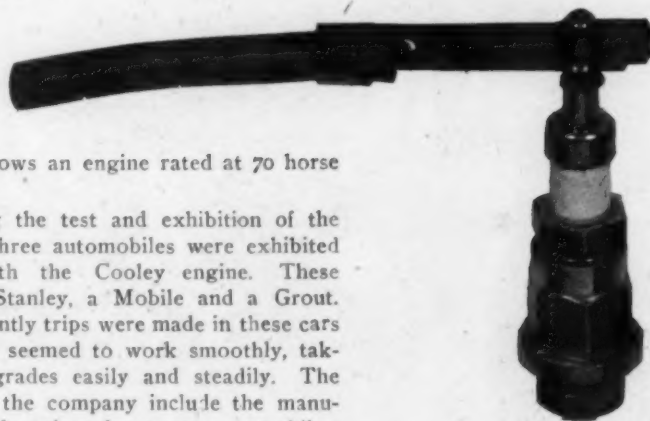 ows an engine rated at 70 horse
the test and exhibition of the
hree automobiles were exhibited
th the Cooley engine. These
Stanley, a Mobile and a Grout.
ntly trips were made in these cars
seemed to work smoothly, tak-
grades easily and steadily. The
the company include the manu-